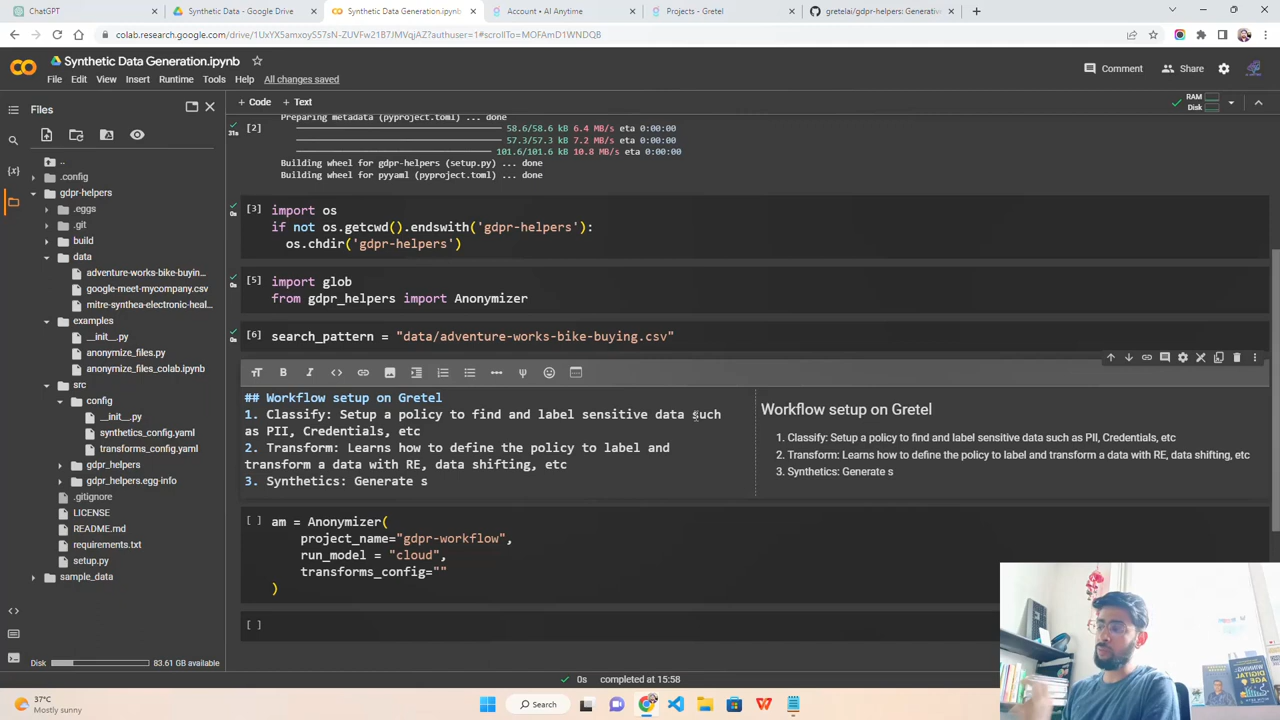 ChatGPT
Synthetic Data - Google Drive
Synthetic Data Generation.ipynb
Account • AI Anytime
Projects - Gretel
gretelai/gdpr-helpers: Generativ
colab.research.google.com/drive/1UxYX5amxoyS57sN-ZUVFw21B7JMVqjAZ?authuser=1#scrollTo=MOFAmD1WGZNU
Synthetic Data Generation.ipynb
File Edit View Insert Runtime Tools Help All changes saved
Comment Share
Files
+ Code + Text
RAM
Disk
..
.config
gdpr-helpers
.eggs
.git
build
data
adventure-works-bike-buyin...
google-meet-mycompany.csv
mitre-synthea-electronic-heal...
examples
__init__.py
anonymize_files.py
anonymize_files_colab.ipynb
src
config
__init__.py
synthetics_config.yaml
transforms_config.yaml
gdpr_helpers
gdpr_helpers.egg-info
.gitignore
LICENSE
README.md
requirements.txt
setup.py
sample_data
Disk 83.61 GB available
Preparing metadata (pyproject.toml) ... done
[2]
31s
58.6/58.6 kB 6.4 MB/s eta 0:00:00
57.3/57.3 kB 7.2 MB/s eta 0:00:00
101.6/101.6 kB 10.8 MB/s eta 0:00:00
Building wheel for gdpr-helpers (setup.py) ... done
Building wheel for pyyaml (pyproject.toml) ... done
[3] import os
0s
if not os.getcwd().endswith('gdpr-helpers'):
os.chdir('gdpr-helpers')
[5] import glob
0s
from gdpr_helpers import Anonymizer
[6] search_pattern = "data/adventure-works-bike-buying.csv"
0s
## Workflow setup on Gretel
1. Classify: Setup a policy to find and label sensitive data such
as PII, Credentials, etc
2. Transform: Learns how to define the policy to label and
transform a data with RE, data shifting, etc
3. Synthetics: Generate s
Workflow setup on Gretel
1. Classify: Setup a policy to find and label sensitive data such as PII, Credentials, etc
2. Transform: Learns how to define the policy to label and transform a data with RE, data shifting, etc
3. Synthetics: Generate s
[ ] am = Anonymizer(
project_name="gdpr-workflow",
run_model = "cloud",
transforms_config=""
)
[ ]
0s completed at 15:58
37°C
Mostly sunny
Search
WINNING
DIGITAL
AGE